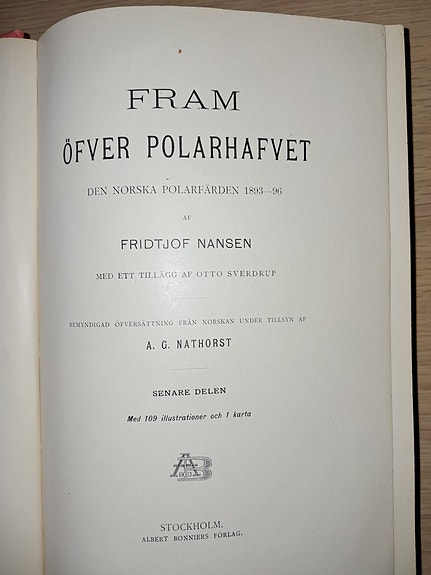 FRAM
ÖFVER POLARHAFVET
DEN NORSKA POLARFÄRDEN 1893—96
AF
FRIDTJOF NANSEN
MED ETT TILLÄGG AF OTTO SVERDRUP
BEMYNDIGAD ÖFVERSÄTTNING FRÅN NORSKAN UNDER TILLSYN AF
A. G. NATHORST
SENARE DELEN
Med 109 illustrationer och 1 karta
STOCKHOLM.
ALBERT BONNIERS FÖRLAG.